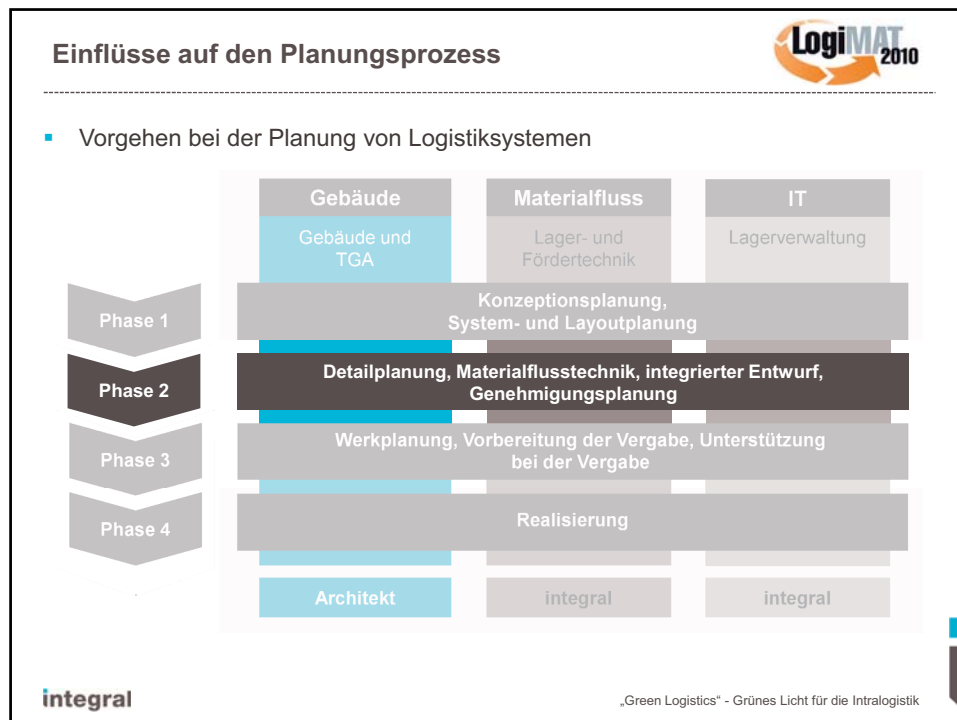 Einflüsse auf den Planungsprozess
LogiMAT
2010
Vorgehen bei der Planung von Logistiksystemen
Gebäude
Materialfluss
IT
Gebäude und
TGA
Lager- und
Fördertechnik
Lagerverwaltung
Phase 1
Konzeptionsplanung,
System- und Layoutplanung
Phase 2
Detailplanung, Materialflusstechnik, integrierter Entwurf,
Genehmigungsplanung
Phase 3
Werkplanung, Vorbereitung der Vergabe, Unterstützung
bei der Vergabe
Phase 4
Realisierung
Architekt
integral
integral
integral
„Green Logistics“ - Grünes Licht für die Intralogistik